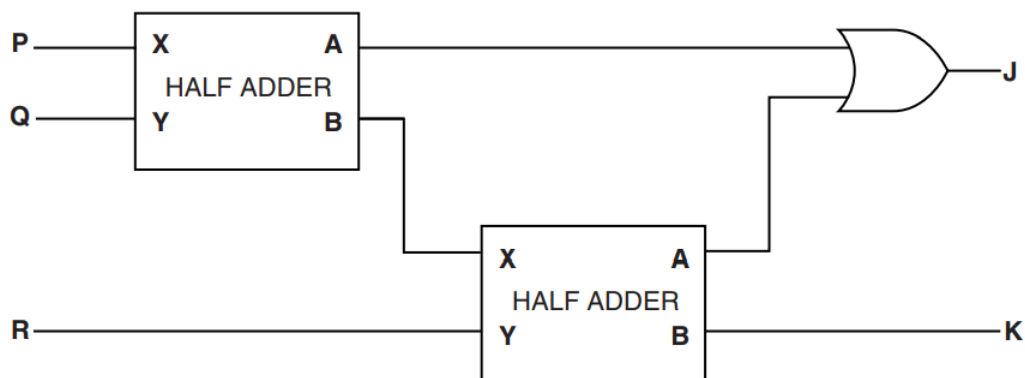 P X A
HALF ADDER
Q Y B
J
X A
HALF ADDER
R Y B K